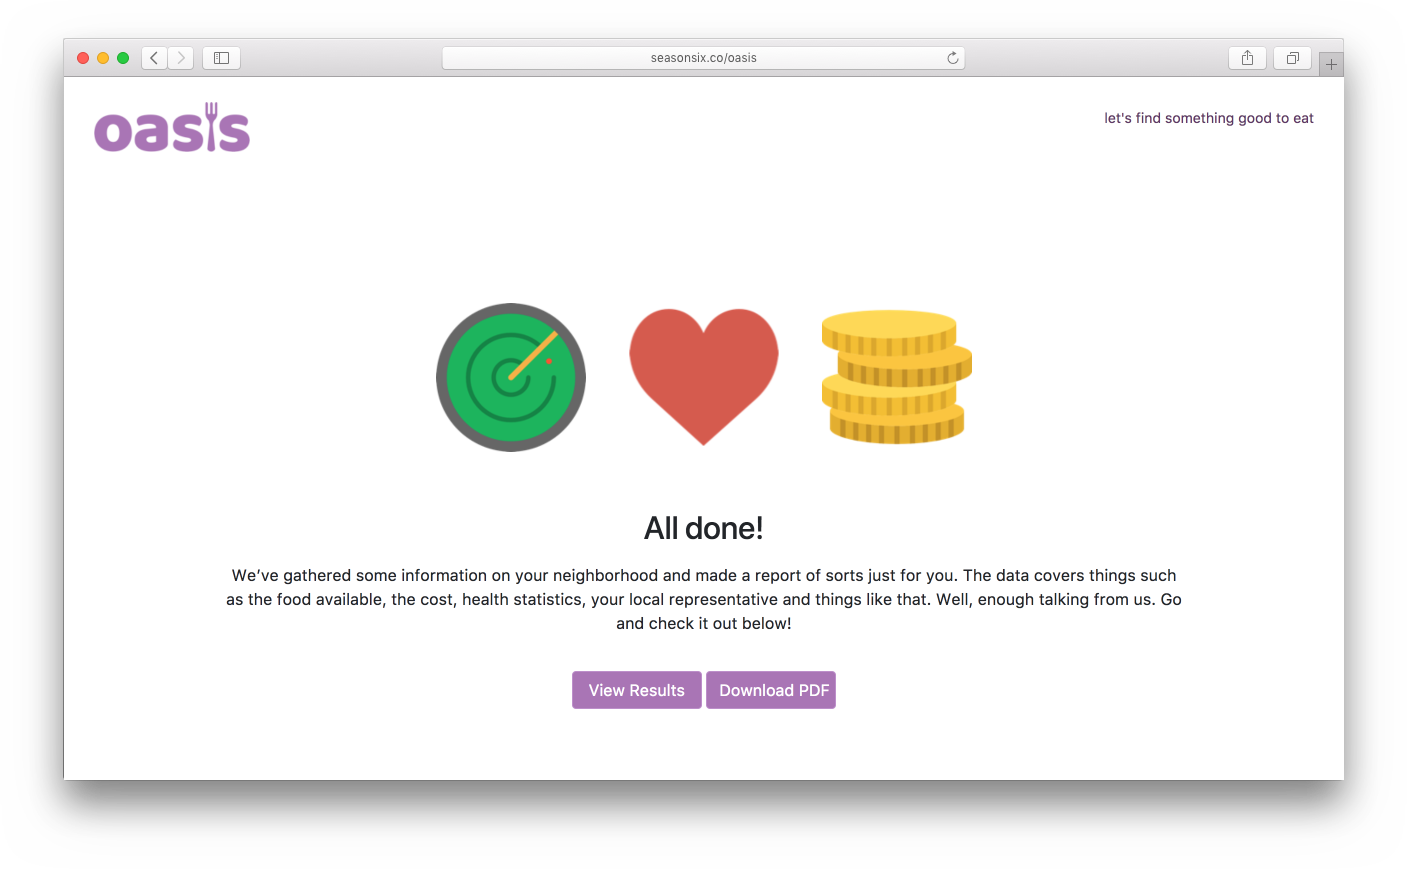 seasonsix.co/oasis
oasis
let's find something good to eat
All done!
We’ve gathered some information on your neighborhood and made a report of sorts just for you. The data covers things such
as the food available, the cost, health statistics, your local representative and things like that. Well, enough talking from us. Go
and check it out below!
View Results
Download PDF